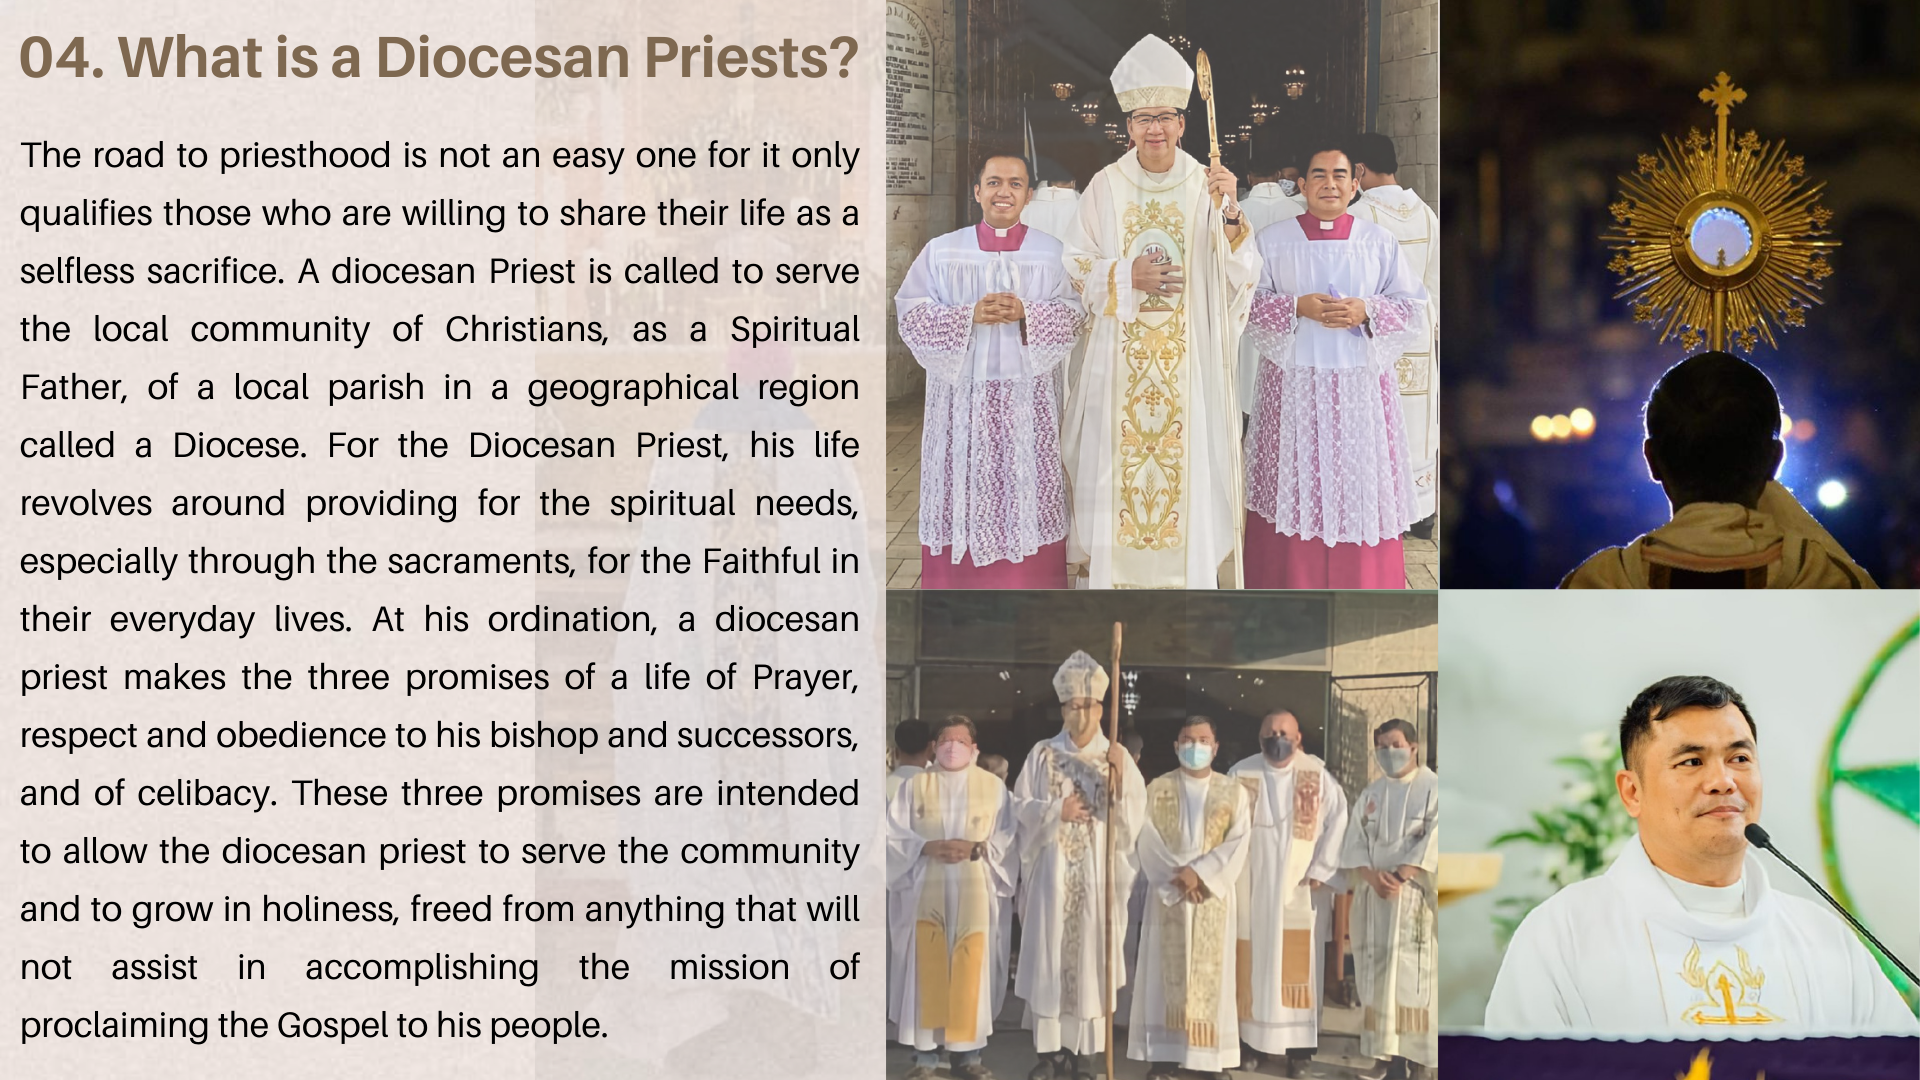 04. What is a Diocesan Priests?
The road to priesthood is not an easy one for it only
qualifies those who are willing to share their life as a
selfless sacrifice. A diocesan Priest is called to serve
the local community of Christians, as a Spiritual
Father, of a local parish in a geographical region
called a Diocese. For the Diocesan Priest, his life
revolves around providing for the spiritual needs,
especially through the sacraments, for the Faithful in
their everyday lives. At his ordination, a diocesan
priest makes the three promises of a life of Prayer,
respect and obedience to his bishop and successors,
and of celibacy. These three promises are intended
to allow the diocesan priest to serve the community
and to grow in holiness, freed from anything that will
not assist in accomplishing the mission of
proclaiming the Gospel to his people.